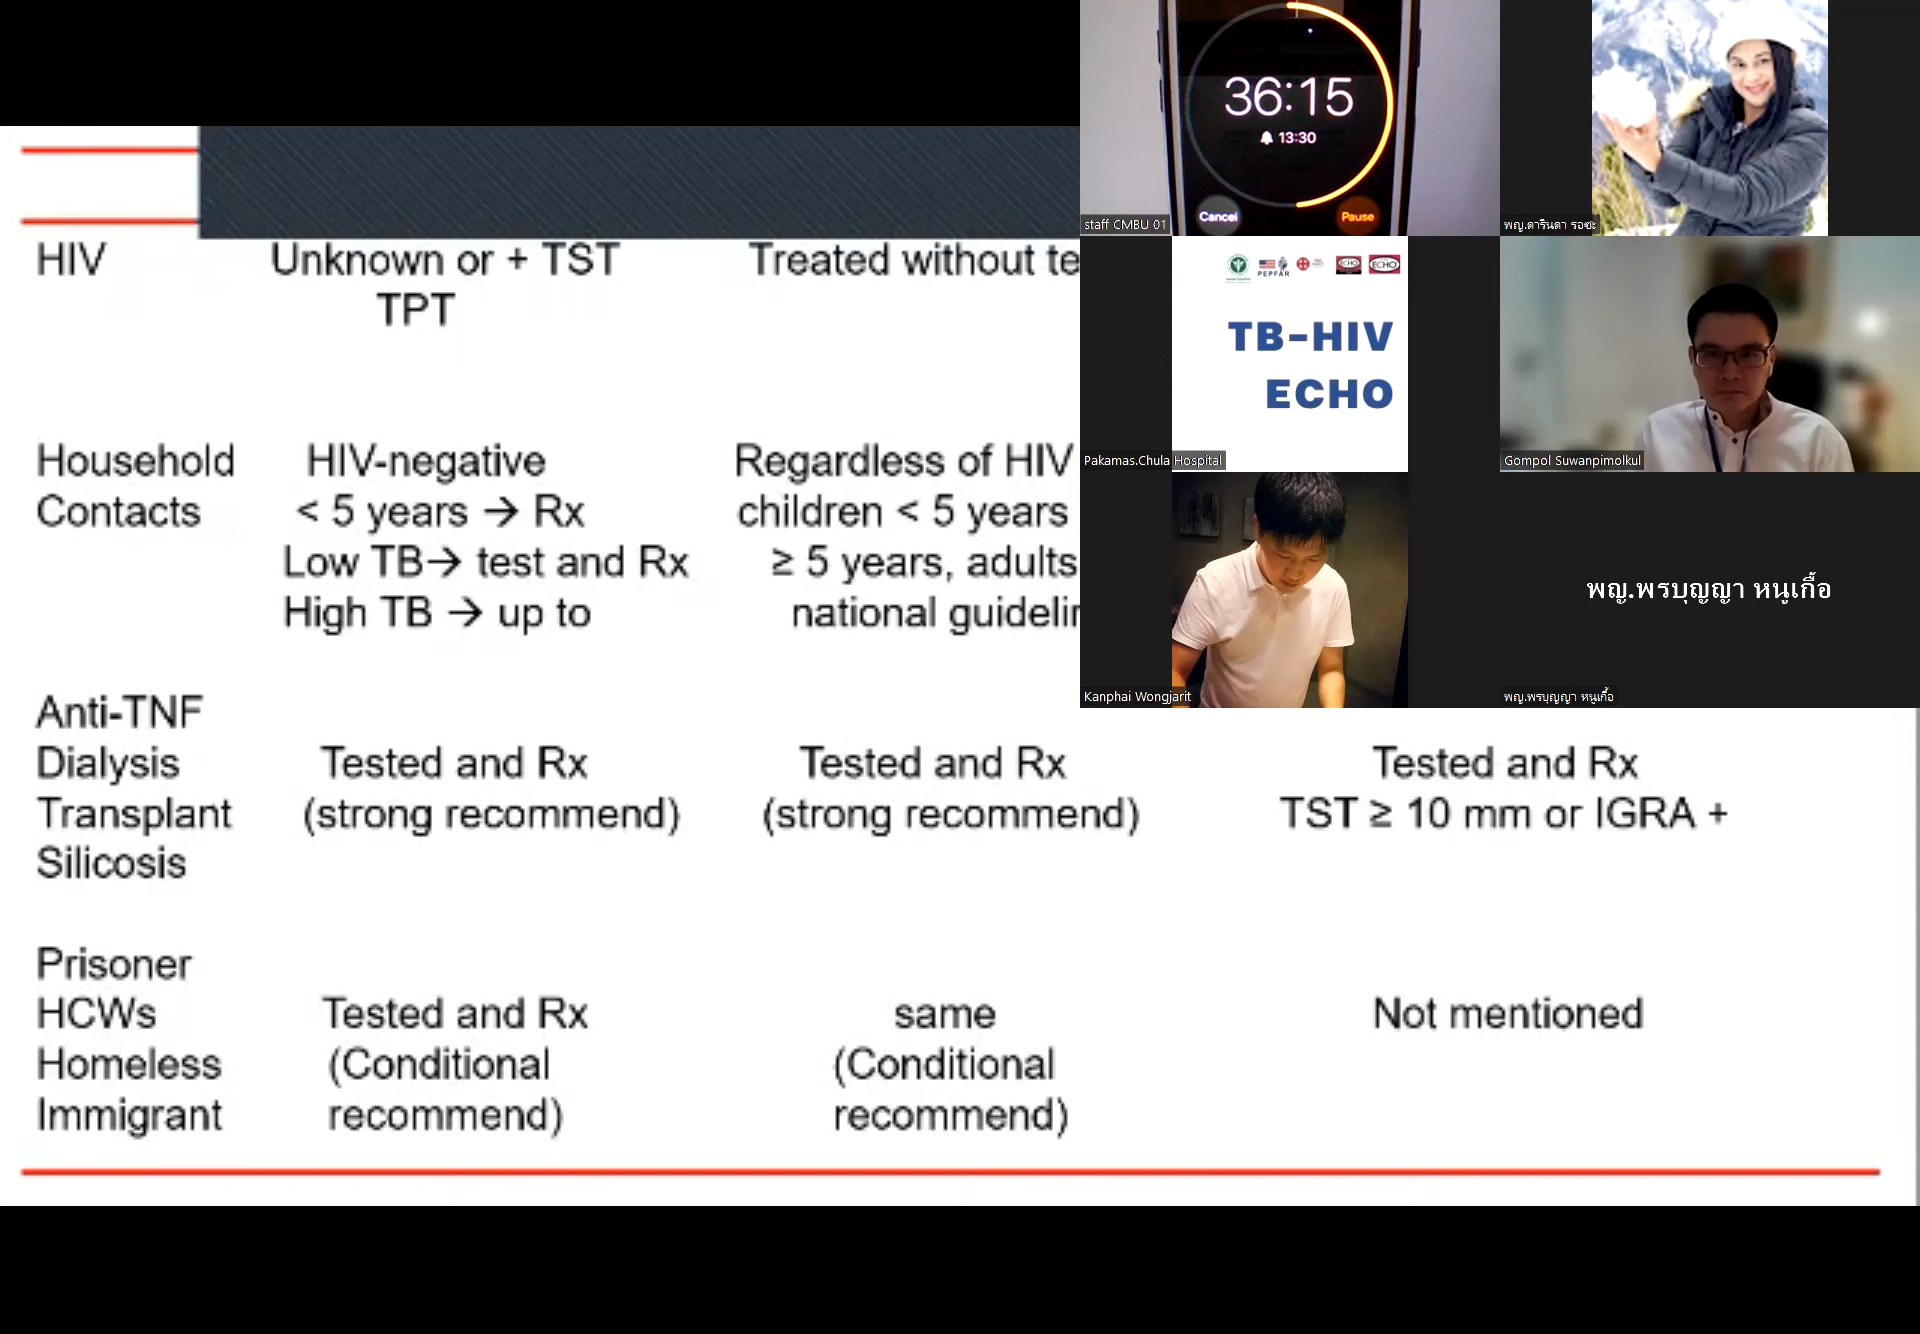 HIV Unknown or + TST Treated without te
TPT
Household HIV-negative Regardless of HIV
Contacts < 5 years → Rx children < 5 years
Low TB→ test and Rx ≥ 5 years, adults
High TB → up to national guidelin
Anti-TNF
Dialysis Tested and Rx Tested and Rx Tested and Rx
Transplant (strong recommend) (strong recommend) TST ≥ 10 mm or IGRA +
Silicosis
Prisoner
HCWs Tested and Rx same Not mentioned
Homeless (Conditional (Conditional
Immigrant recommend) recommend)
36:15
13:30
Cancel Pause
staff CMBU 01
พญ.ดารินดา รอซะ
PEPFAR ECHO ECHO
TB-HIV
ECHO
Pakamas.Chula Hospital
Gompol Suwanpimolkul
Kanphai Wongjarit
พญ.พรบุญญา หนูเกื้อ
พญ.พรบุญญา หนูเกื้อ